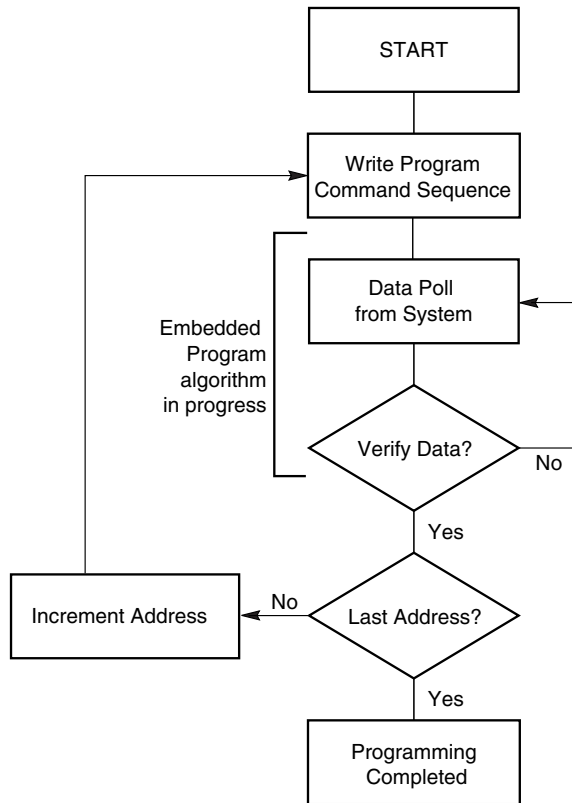 START
Write Program
Command Sequence
Data Poll
from System
Embedded
Program
algorithm
in progress
Verify Data?
No
Yes
Increment Address
No
Last Address?
Yes
Programming
Completed